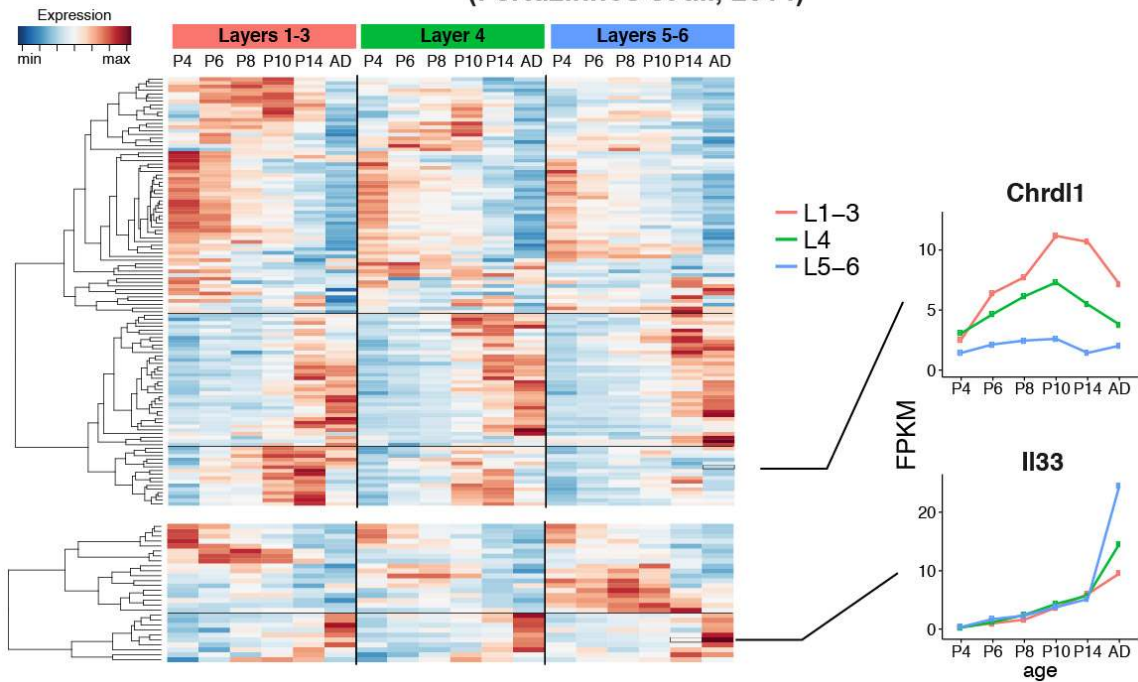 Expression
min max
Layers 1-3 Layer 4 Layers 5-6
P4 P6 P8 P10 P14 AD P4 P6 P8 P10 P14 AD P4 P6 P8 P10 P14 AD
L1-3
L4
L5-6
Chrdl1
10
5
0
P4 P6 P8 P10 P14 AD
FPKM
Il33
20
10
0
P4 P6 P8 P10 P14 AD
age